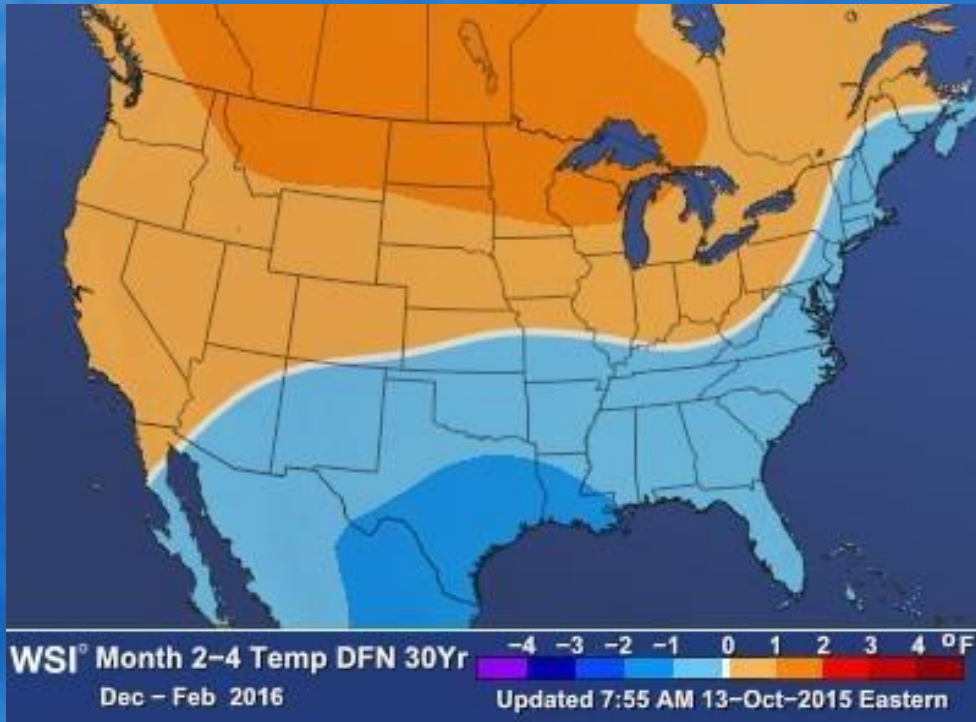 WSI° Month 2-4 Temp DFN 30Yr
Dec - Feb 2016
-4 -3 -2 -1 0 1 2 3 4 °F
Updated 7:55 AM 13-Oct-2015 Eastern